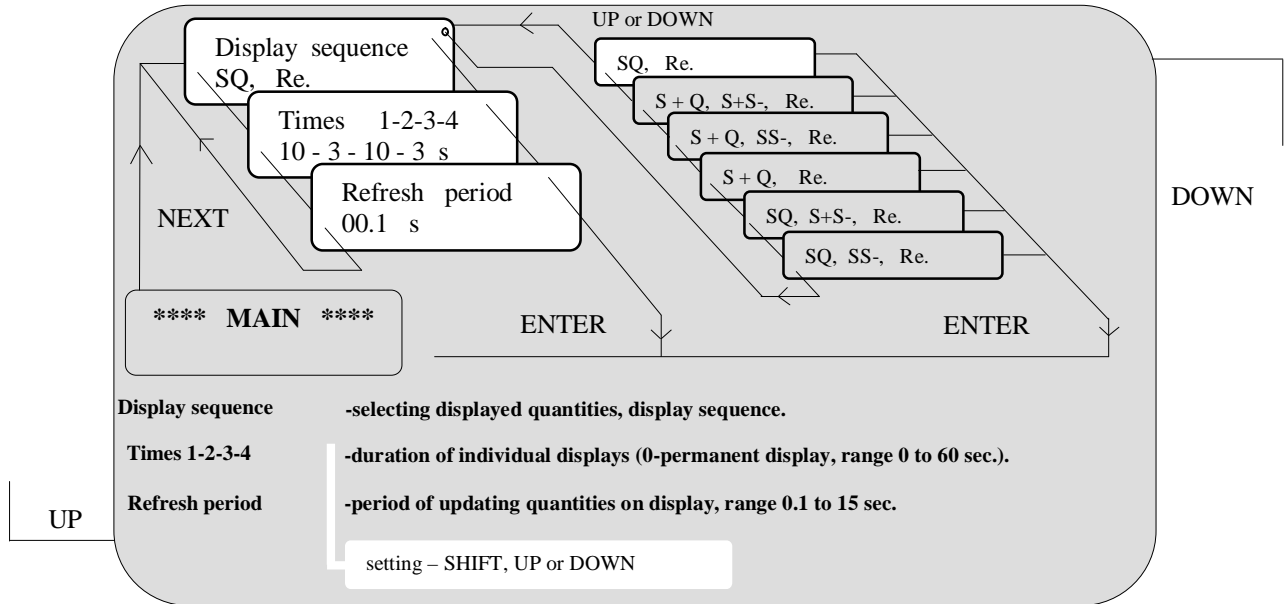 UP or DOWN
Display sequence
SQ, Re.
Times 1-2-3-4
10 - 3 - 10 - 3 s
Refresh period
00.1 s
SQ, Re.
S + Q, S+S-, Re.
S + Q, SS-, Re.
S + Q, Re.
SQ, S+S-, Re.
SQ, SS-, Re.
NEXT
DOWN
**** MAIN ****
ENTER
ENTER
Display sequence -selecting displayed quantities, display sequence.
Times 1-2-3-4 -duration of individual displays (0-permanent display, range 0 to 60 sec.).
Refresh period -period of updating quantities on display, range 0.1 to 15 sec.
UP
setting – SHIFT, UP or DOWN